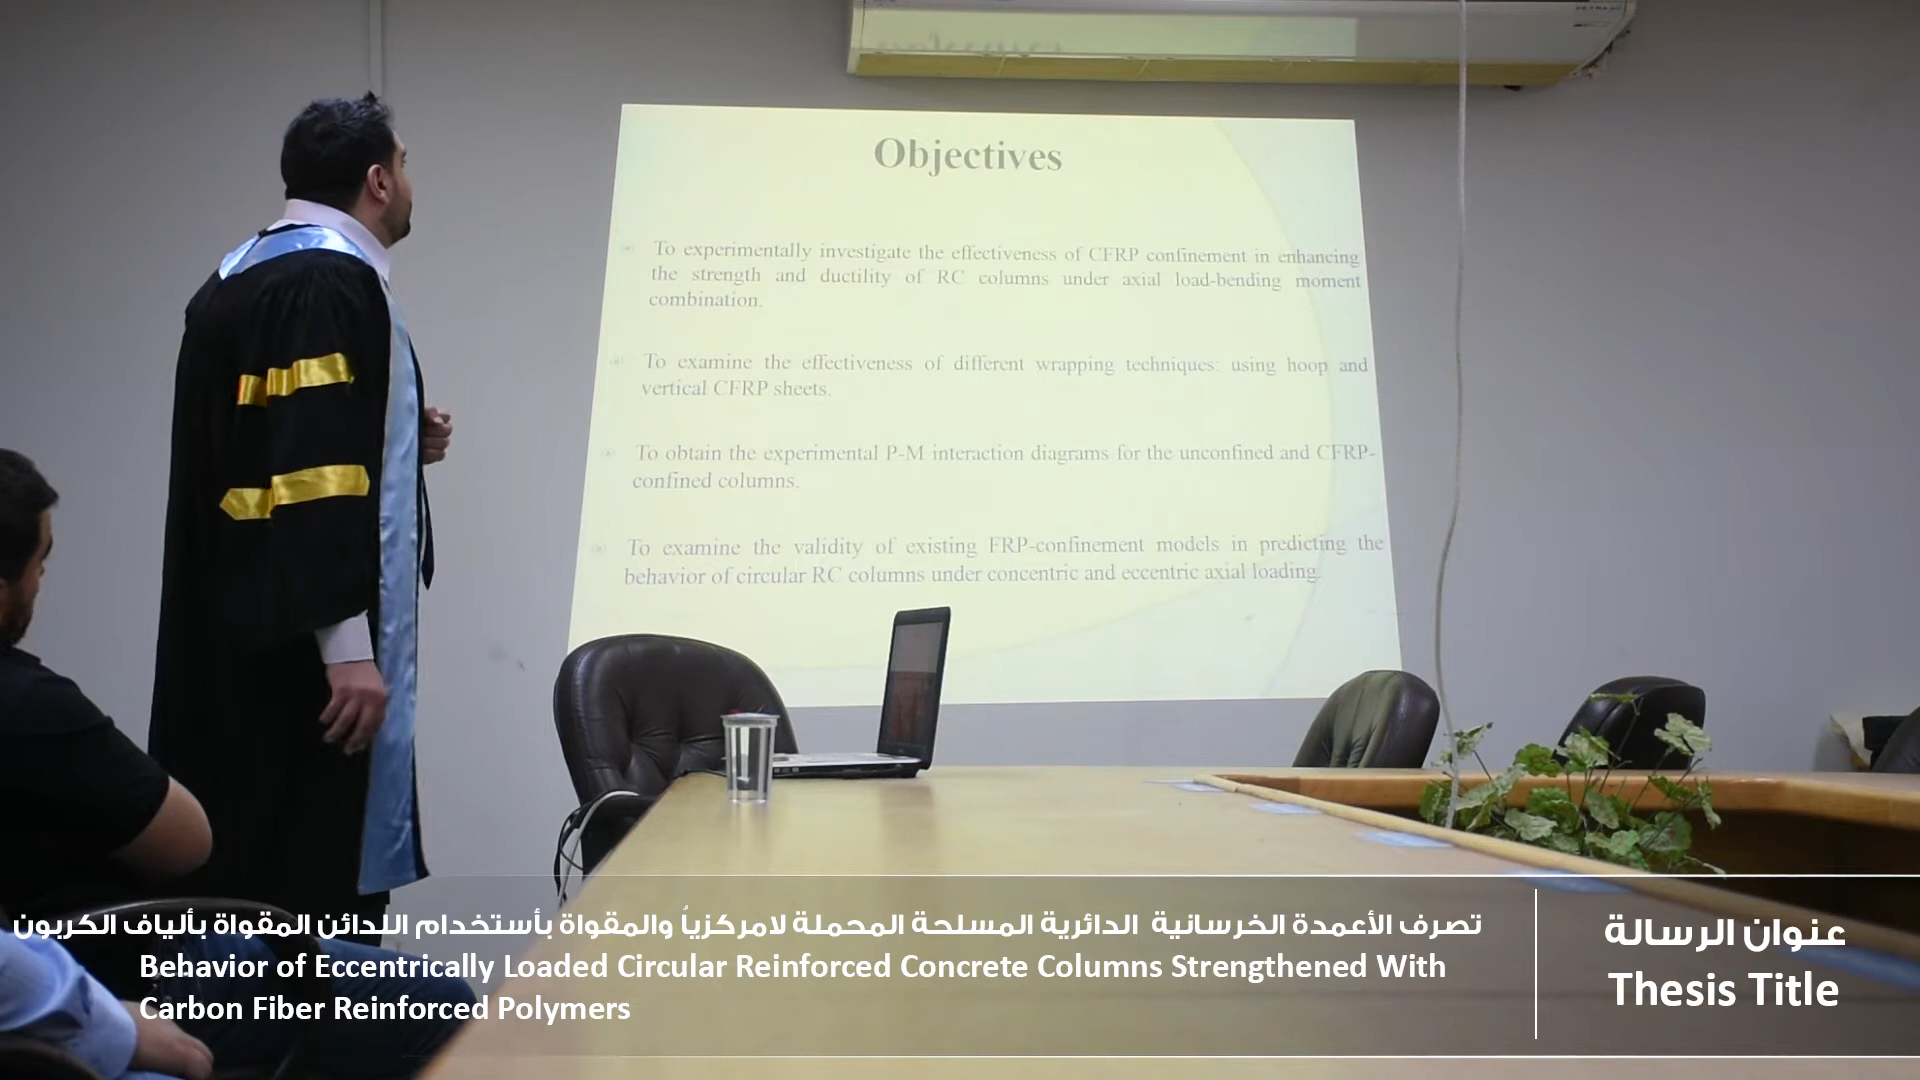 Objectives
To experimentally investigate the effectiveness of CFRP confinement in enhancing
the strength and ductility of RC columns under axial load-bending moment
combination.
To examine the effectiveness of different wrapping techniques: using hoop and
vertical CFRP sheets.
To obtain the experimental P-M interaction diagrams for the unconfined and CFRP-
confined columns.
To examine the validity of existing FRP-confinement models in predicting the
behavior of circular RC columns under concentric and eccentric axial loading.
عنوان الرسالة
Thesis Title
تصرف الأعمدة الخرسانية الدائرية المسلحة المحملة لامركزياُ والمقواة بأستخدام اللدائن المقواة بألياف الكربون
Behavior of Eccentrically Loaded Circular Reinforced Concrete Columns Strengthened With
Carbon Fiber Reinforced Polymers